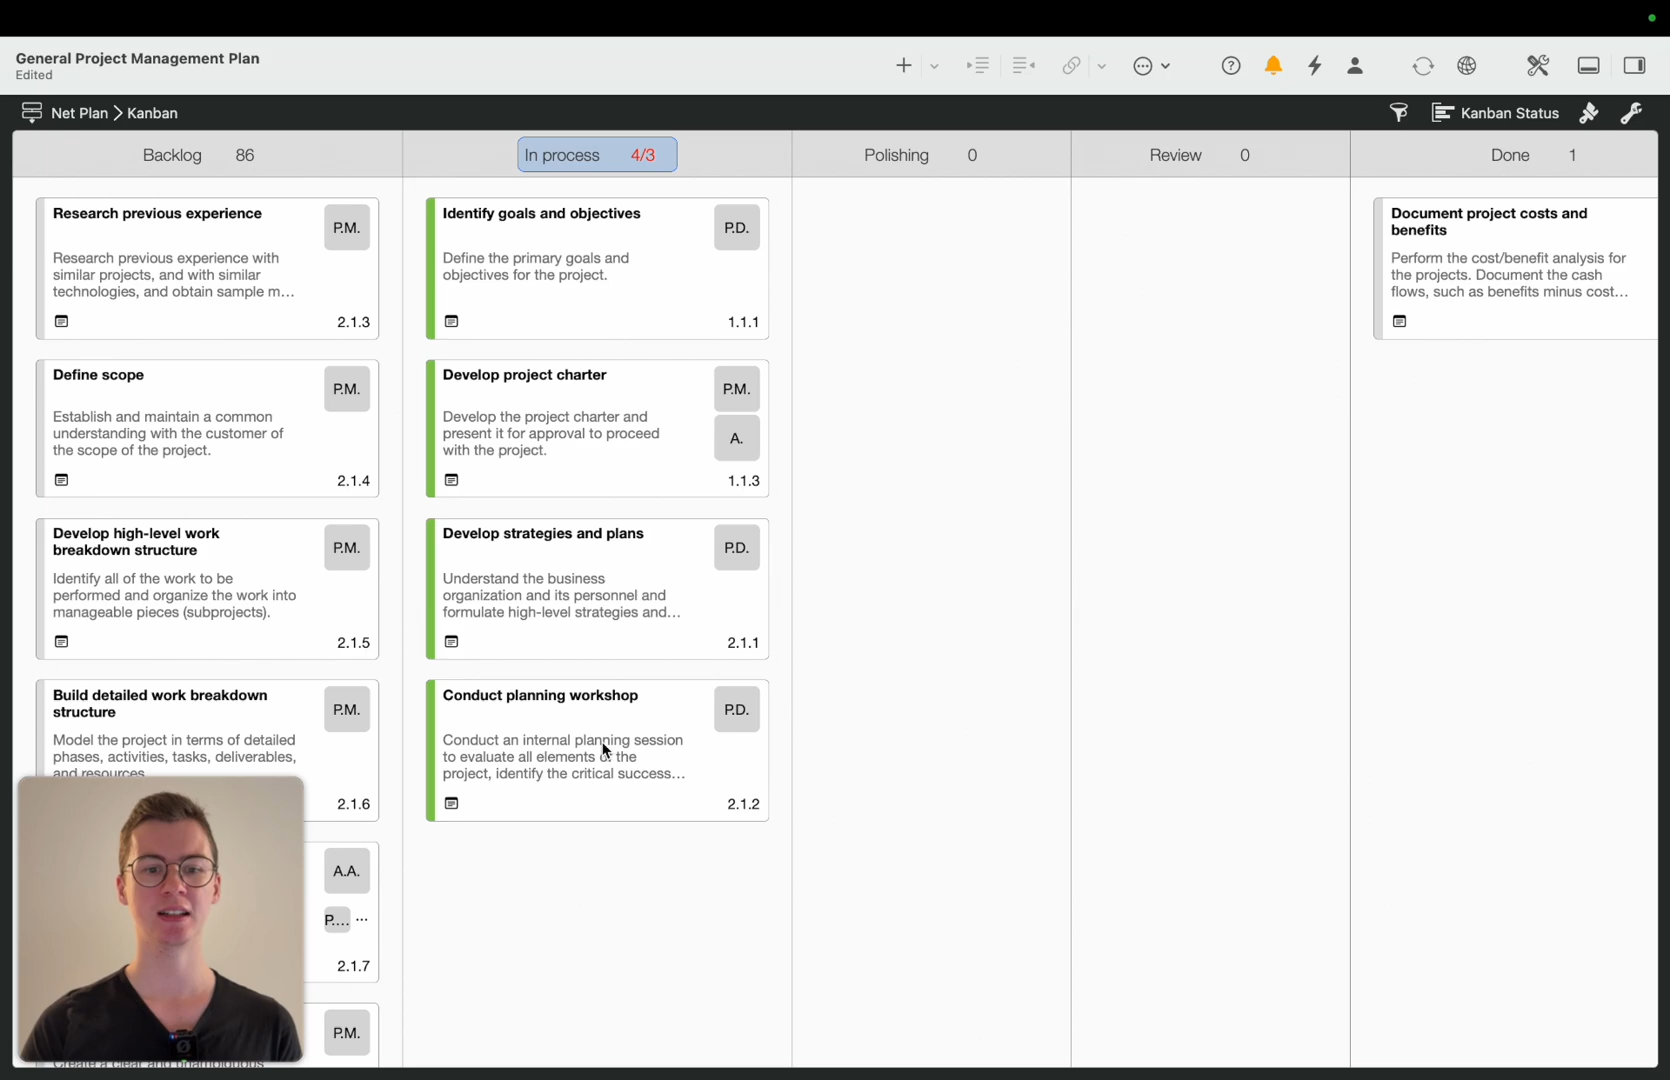 General Project Management Plan
Edited
Net Plan > Kanban
Kanban Status
Backlog 86
In process 4/3
Polishing 0
Review 0
Done 1
Research previous experience
P.M.
Research previous experience with
similar projects, and with similar
technologies, and obtain sample m...
2.1.3
Define scope
P.M.
Establish and maintain a common
understanding with the customer of
the scope of the project.
2.1.4
Develop high-level work
breakdown structure
P.M.
Identify all of the work to be
performed and organize the work into
manageable pieces (subprojects).
2.1.5
Build detailed work breakdown
structure
P.M.
Model the project in terms of detailed
phases, activities, tasks, deliverables,
and resources
2.1.6
A.A.
P.... ...
2.1.7
P.M.
Create a clear and unambiguous
Identify goals and objectives
P.D.
Define the primary goals and
objectives for the project.
1.1.1
Develop project charter
P.M.
A.
Develop the project charter and
present it for approval to proceed
with the project.
1.1.3
Develop strategies and plans
P.D.
Understand the business
organization and its personnel and
formulate high-level strategies and...
2.1.1
Conduct planning workshop
P.D.
Conduct an internal planning session
to evaluate all elements of the
project, identify the critical success...
2.1.2
Document project costs and
benefits
Perform the cost/benefit analysis for
the projects. Document the cash
flows, such as benefits minus cost...